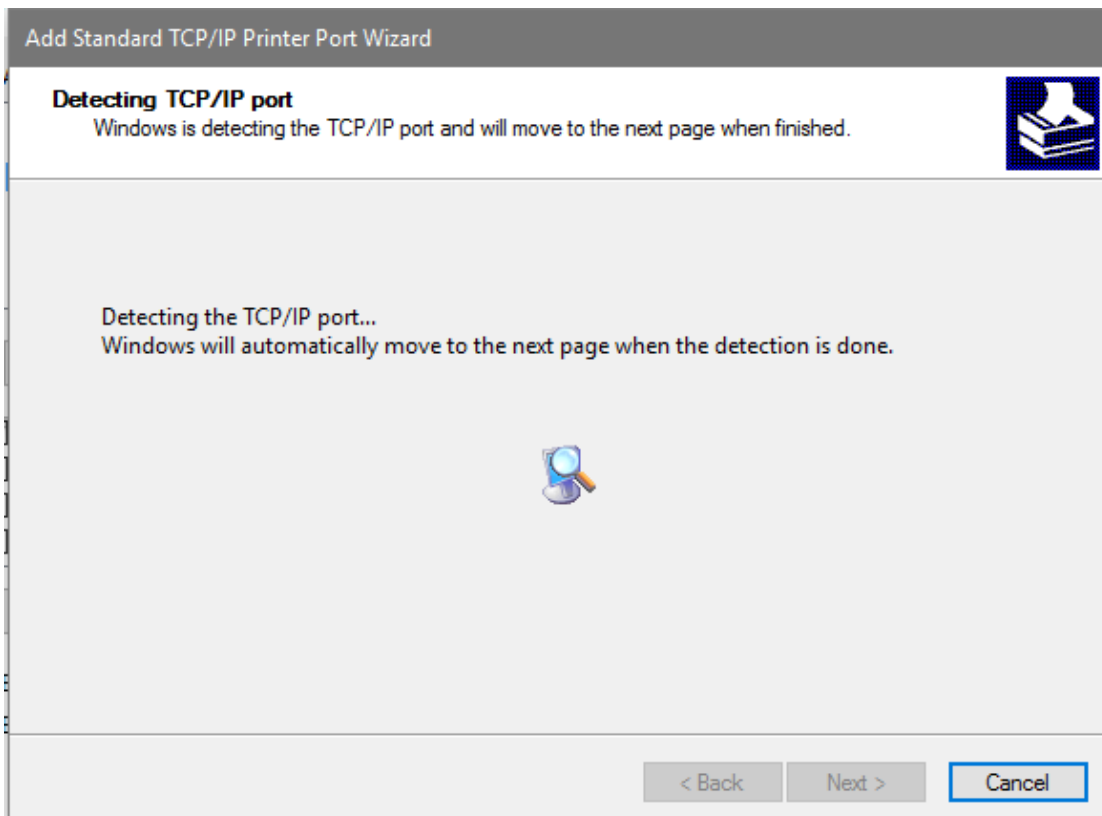 Add Standard TCP/IP Printer Port Wizard
Detecting TCP/IP port
Windows is detecting the TCP/IP port and will move to the next page when finished.
Detecting the TCP/IP port...
Windows will automatically move to the next page when the detection is done.
< Back Next > Cancel